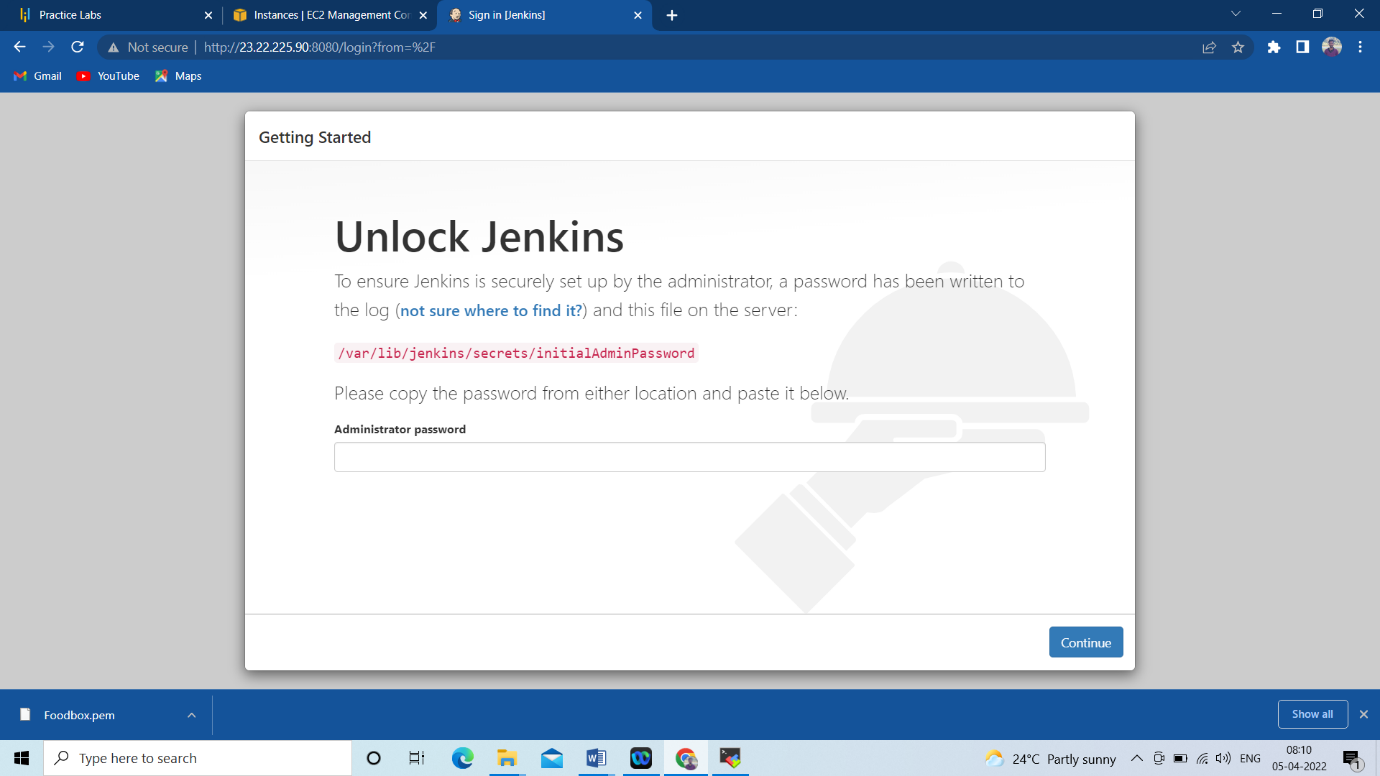 Practice Labs
Instances | EC2 Management Cor
Sign in [Jenkins]
Not secure | http://23.22.225.90:8080/login?from=%2F
Gmail
YouTube
Maps
Getting Started
Unlock Jenkins
To ensure Jenkins is securely set up by the administrator, a password has been written to
the log (not sure where to find it?) and this file on the server:
/var/lib/jenkins/secrets/initialAdminPassword
Please copy the password from either location and paste it below.
Administrator password
Continue
Foodbox.pem
Show all
Type here to search
24°C Partly sunny
ENG
08:10
05-04-2022
1